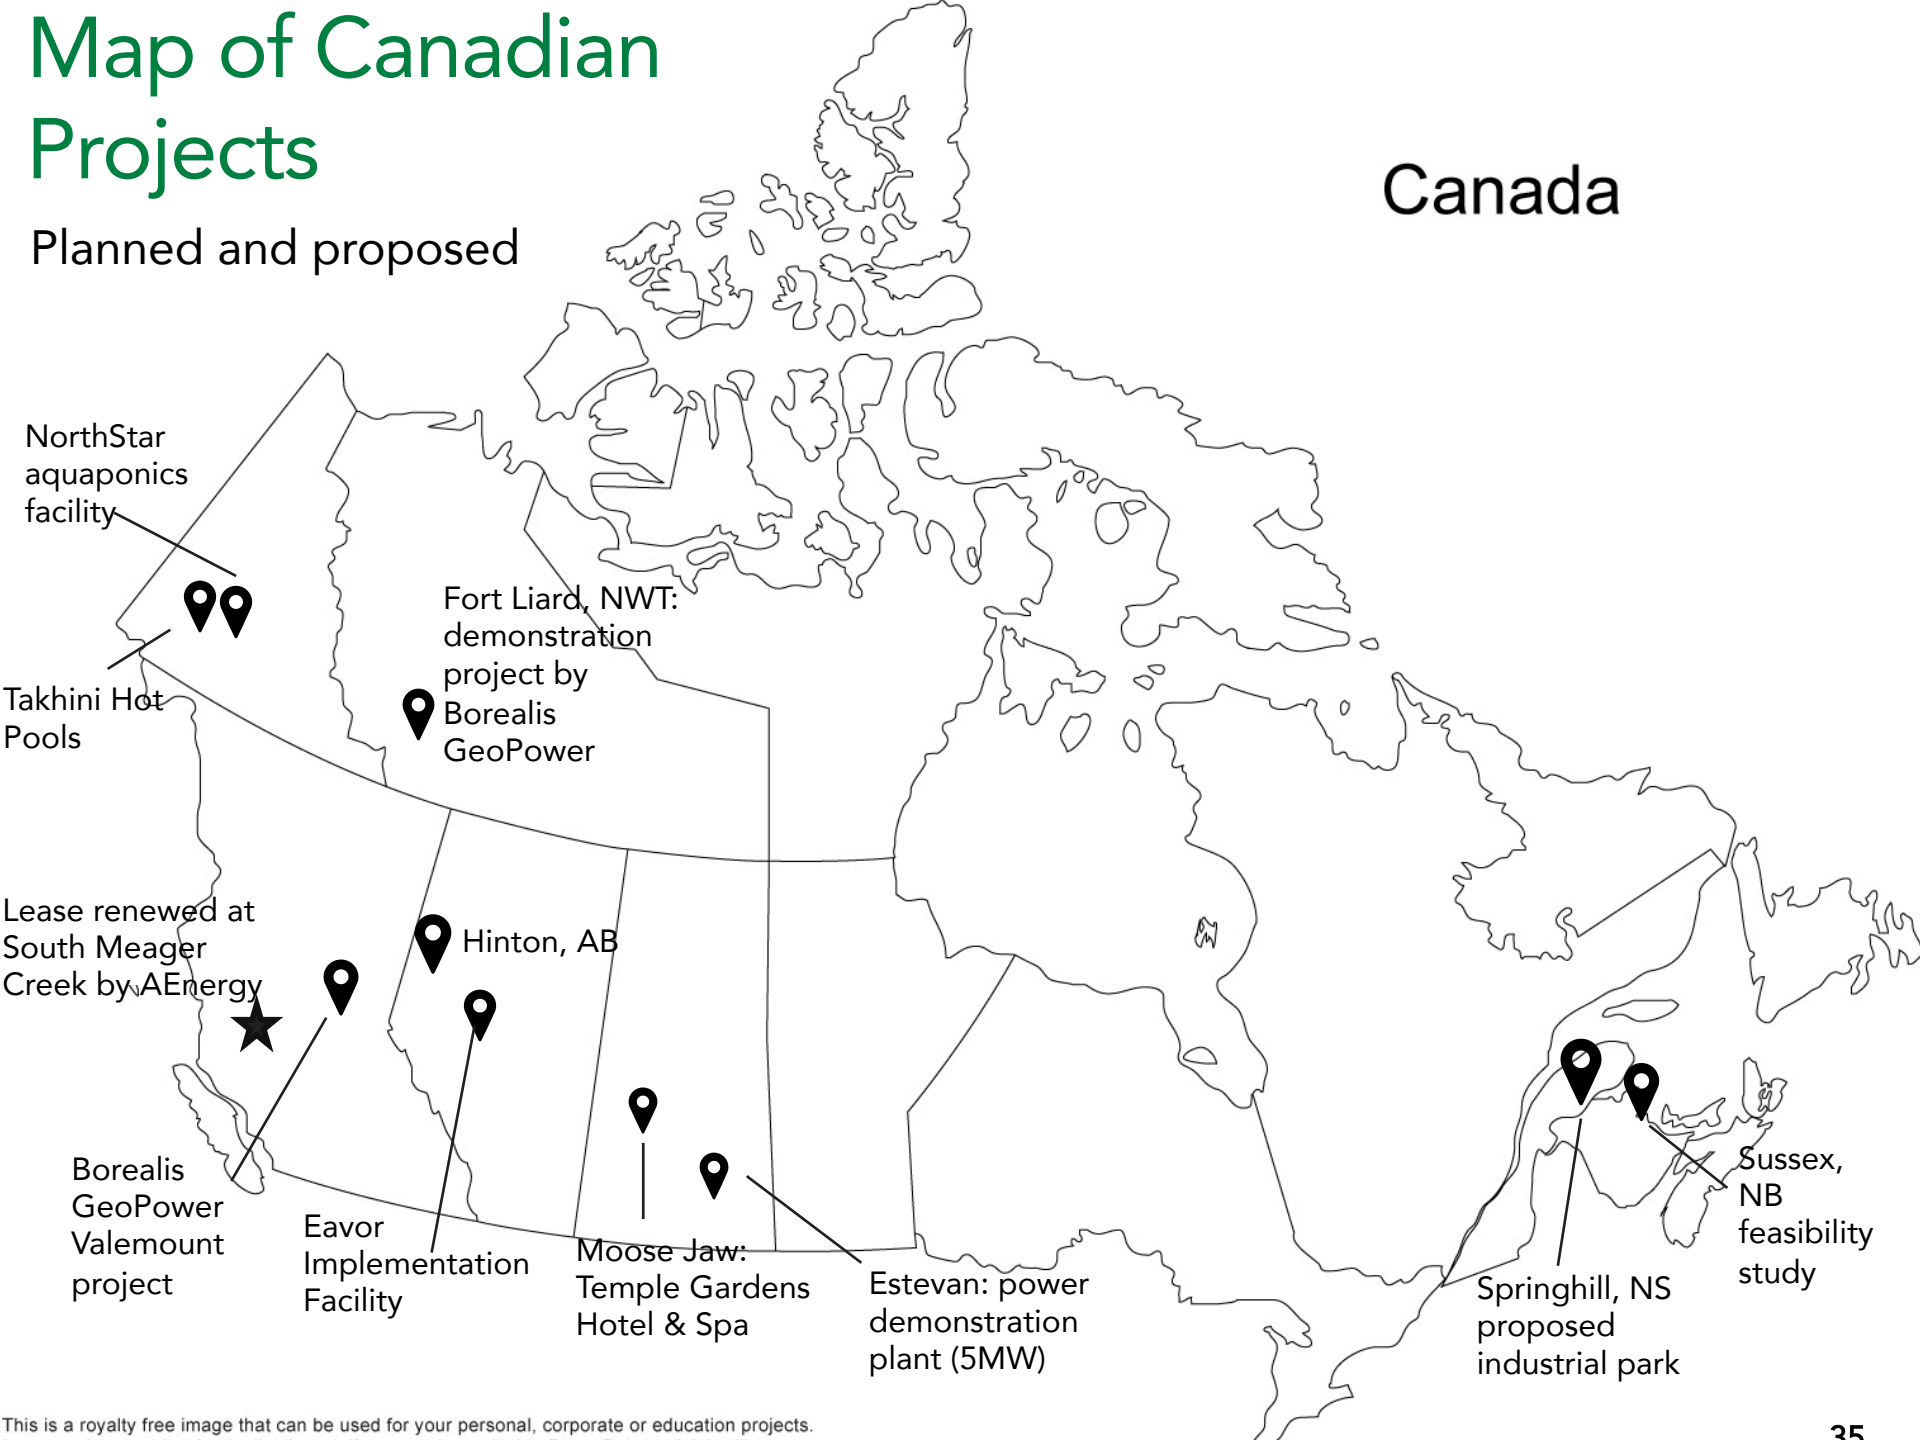 Map of Canadian
Projects
Planned and proposed
Canada
NorthStar
aquaponics
facility
Takhini Hot
Pools
Fort Liard, NWT:
demonstration
project by
Borealis
GeoPower
Lease renewed at
South Meager
Creek by AEnergy
Hinton, AB
Borealis
GeoPower
Valemount
project
Eavor
Implementation
Facility
Moose Jaw:
Temple Gardens
Hotel & Spa
Estevan: power
demonstration
plant (5MW)
Springhill, NS
proposed
industrial park
Sussex,
NB
feasibility
study
This is a royalty free image that can be used for your personal, corporate or education projects.
35